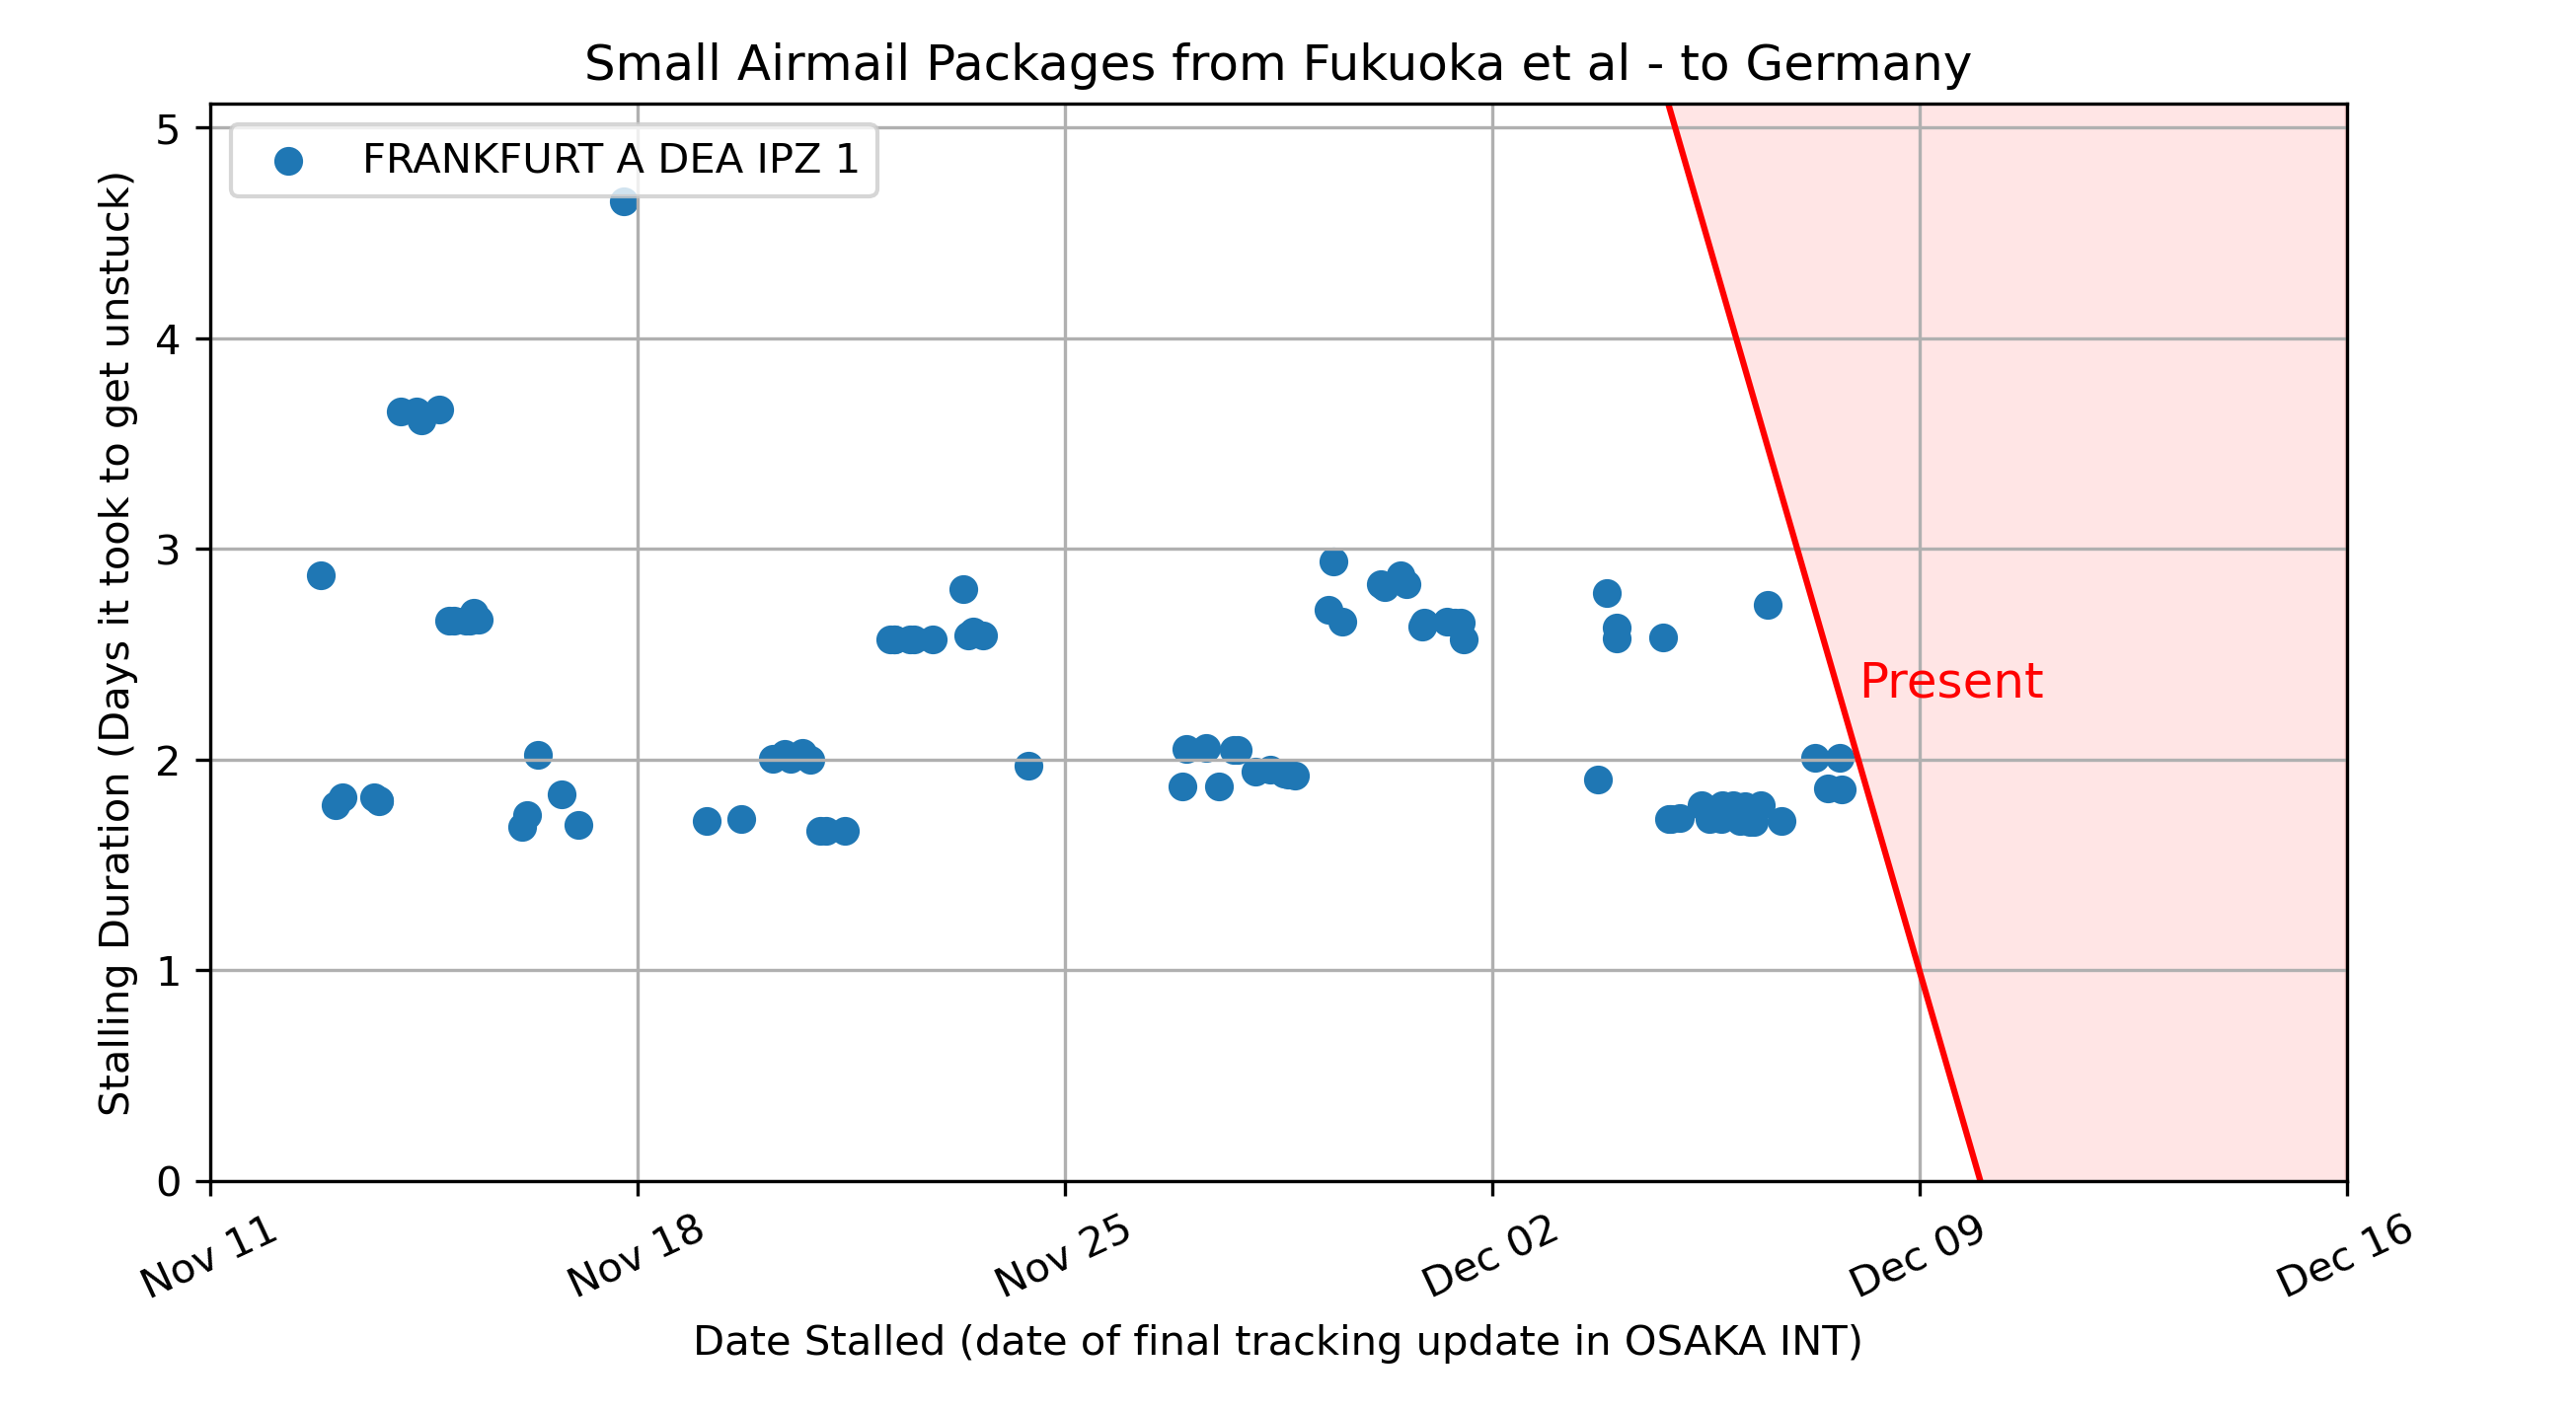 Small Airmail Packages from Fukuoka et al - to Germany
FRANKFURT A DEA IPZ 1
Stalling Duration (Days it took to get unstuck)
5
4
3
2
1
0
Present
Nov 11
Nov 18
Nov 25
Dec 02
Dec 09
Dec 16
Date Stalled (date of final tracking update in OSAKA INT)